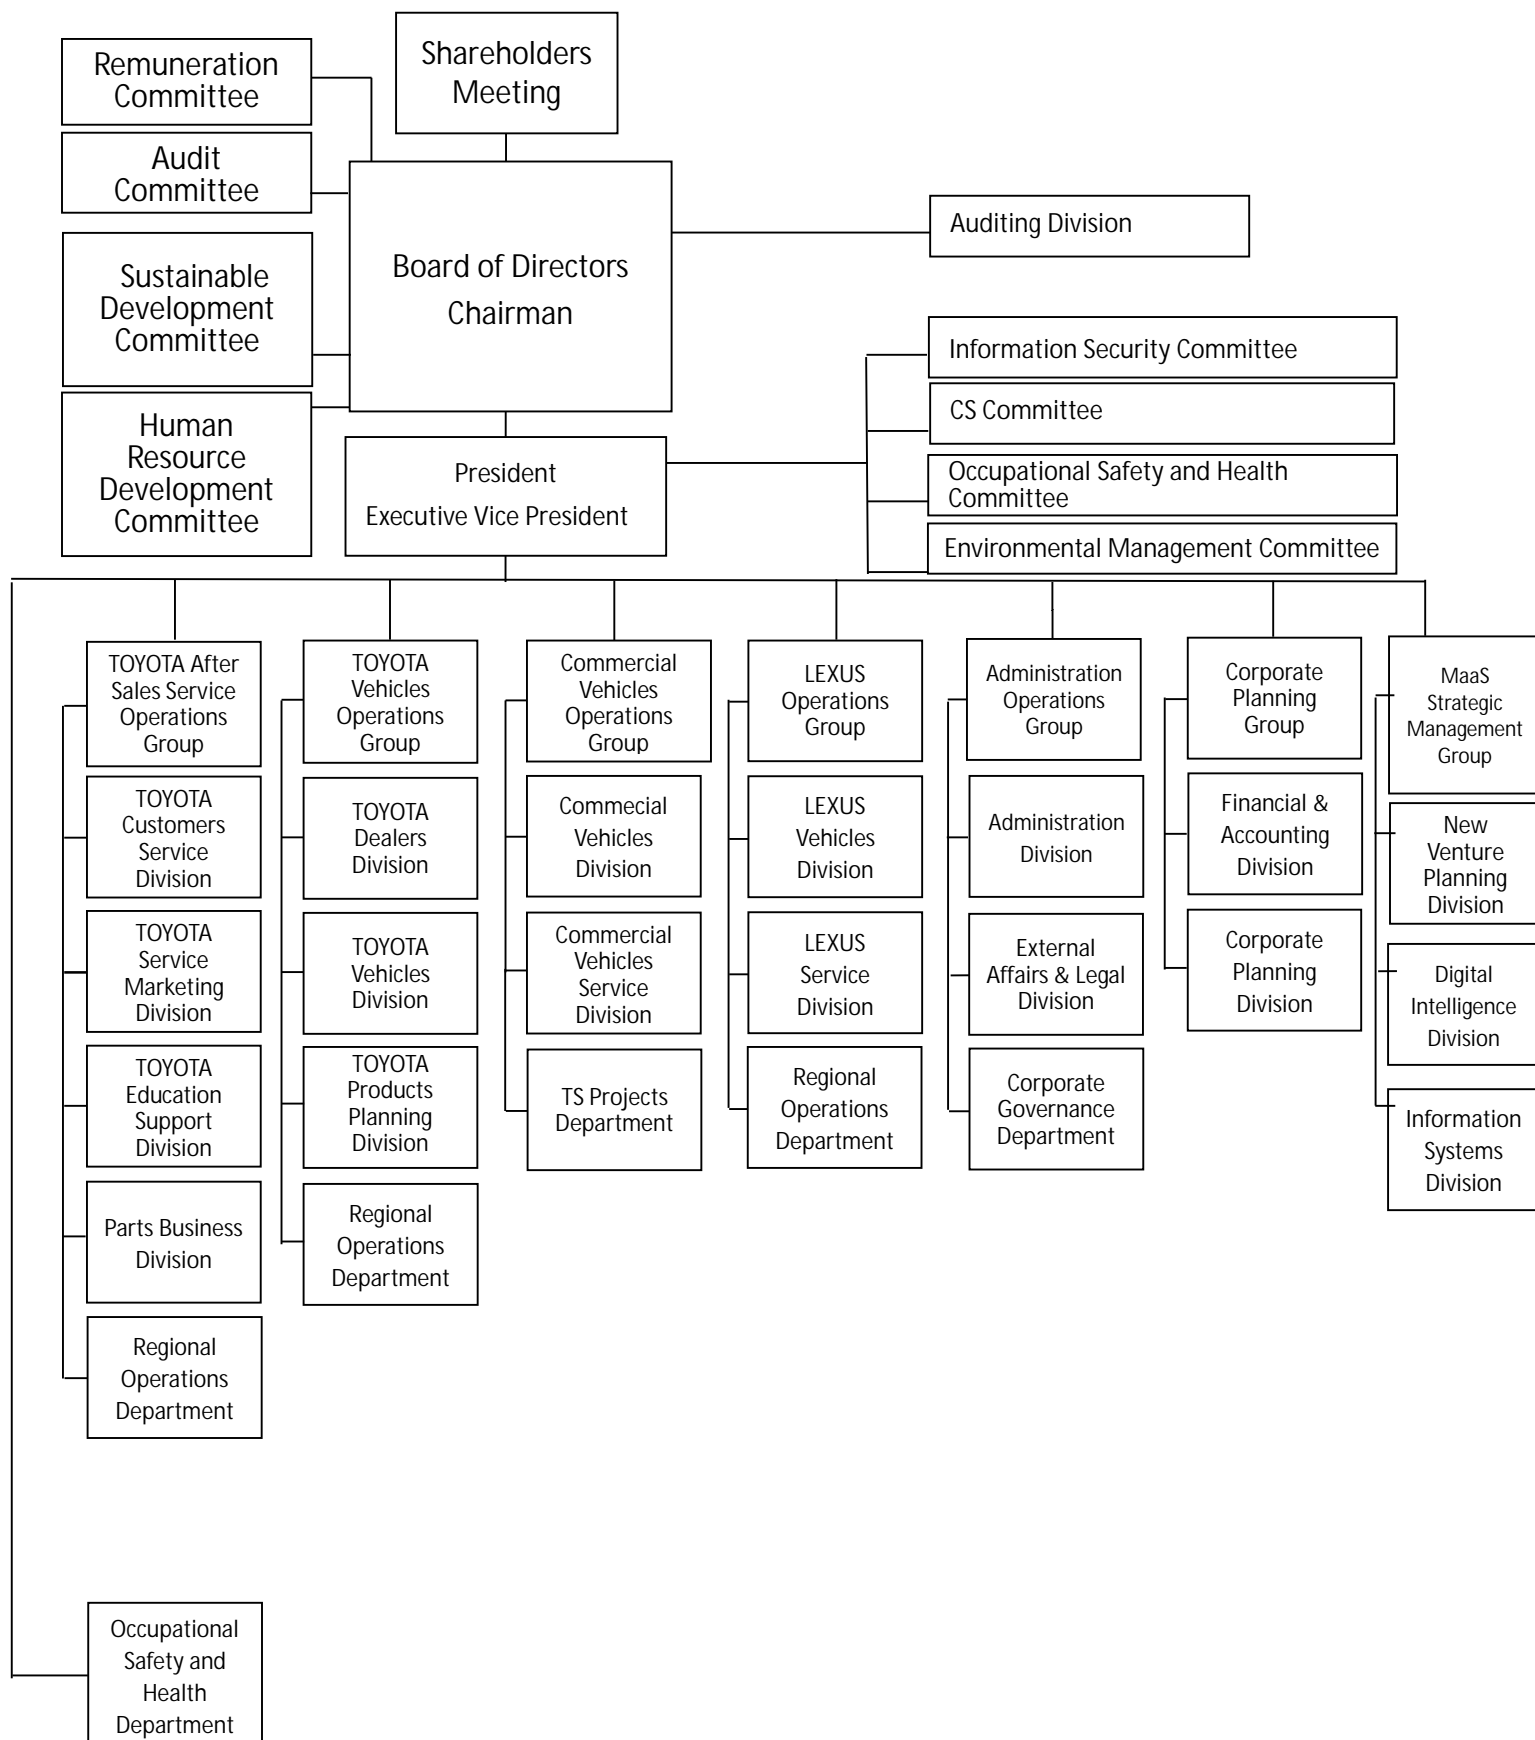 Remuneration
Committee
Shareholders
Meeting
Audit
Committee
Sustainable
Development
Committee
Board of Directors
Chairman
Auditing Division
Human
Resource
Development
Committee
President
Executive Vice President
Information Security Committee
CS Committee
Occupational Safety and Health
Committee
Environmental Management Committee
TOYOTA After
Sales Service
Operations
Group
TOYOTA
Customers
Service
Division
TOYOTA
Service
Marketing
Division
TOYOTA
Education
Support
Division
Parts Business
Division
Regional
Operations
Department
TOYOTA
Vehicles
Operations
Group
TOYOTA
Dealers
Division
TOYOTA
Vehicles
Division
TOYOTA
Products
Planning
Division
Regional
Operations
Department
Commercial
Vehicles
Operations
Group
Commecial
Vehicles
Division
Commercial
Vehicles
Service
Division
TS Projects
Department
LEXUS
Operations
Group
LEXUS
Vehicles
Division
LEXUS
Service
Division
Regional
Operations
Department
Administration
Operations
Group
Administration
Division
External
Affairs & Legal
Division
Corporate
Governance
Department
Corporate
Planning
Group
Financial &
Accounting
Division
Corporate
Planning
Division
MaaS
Strategic
Management
Group
New
Venture
Planning
Division
Digital
Intelligence
Division
Information
Systems
Division
Occupational
Safety and
Health
Department